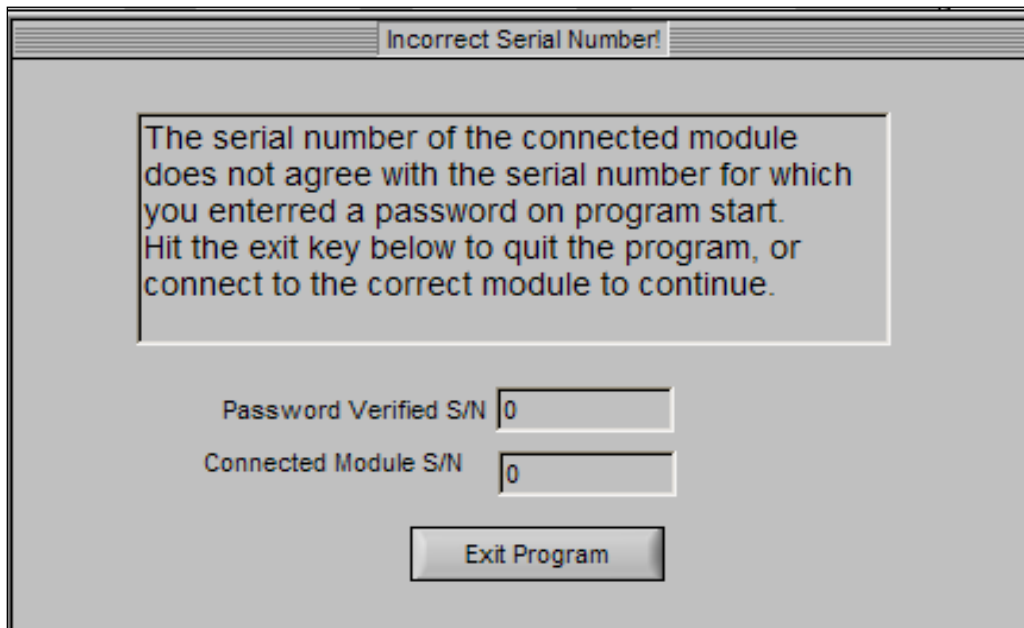 Incorrect Serial Number!
The serial number of the connected module
does not agree with the serial number for which
you enterred a password on program start.
Hit the exit key below to quit the program, or
connect to the correct module to continue.
Password Verified S/N 0
Connected Module S/N 0
Exit Program